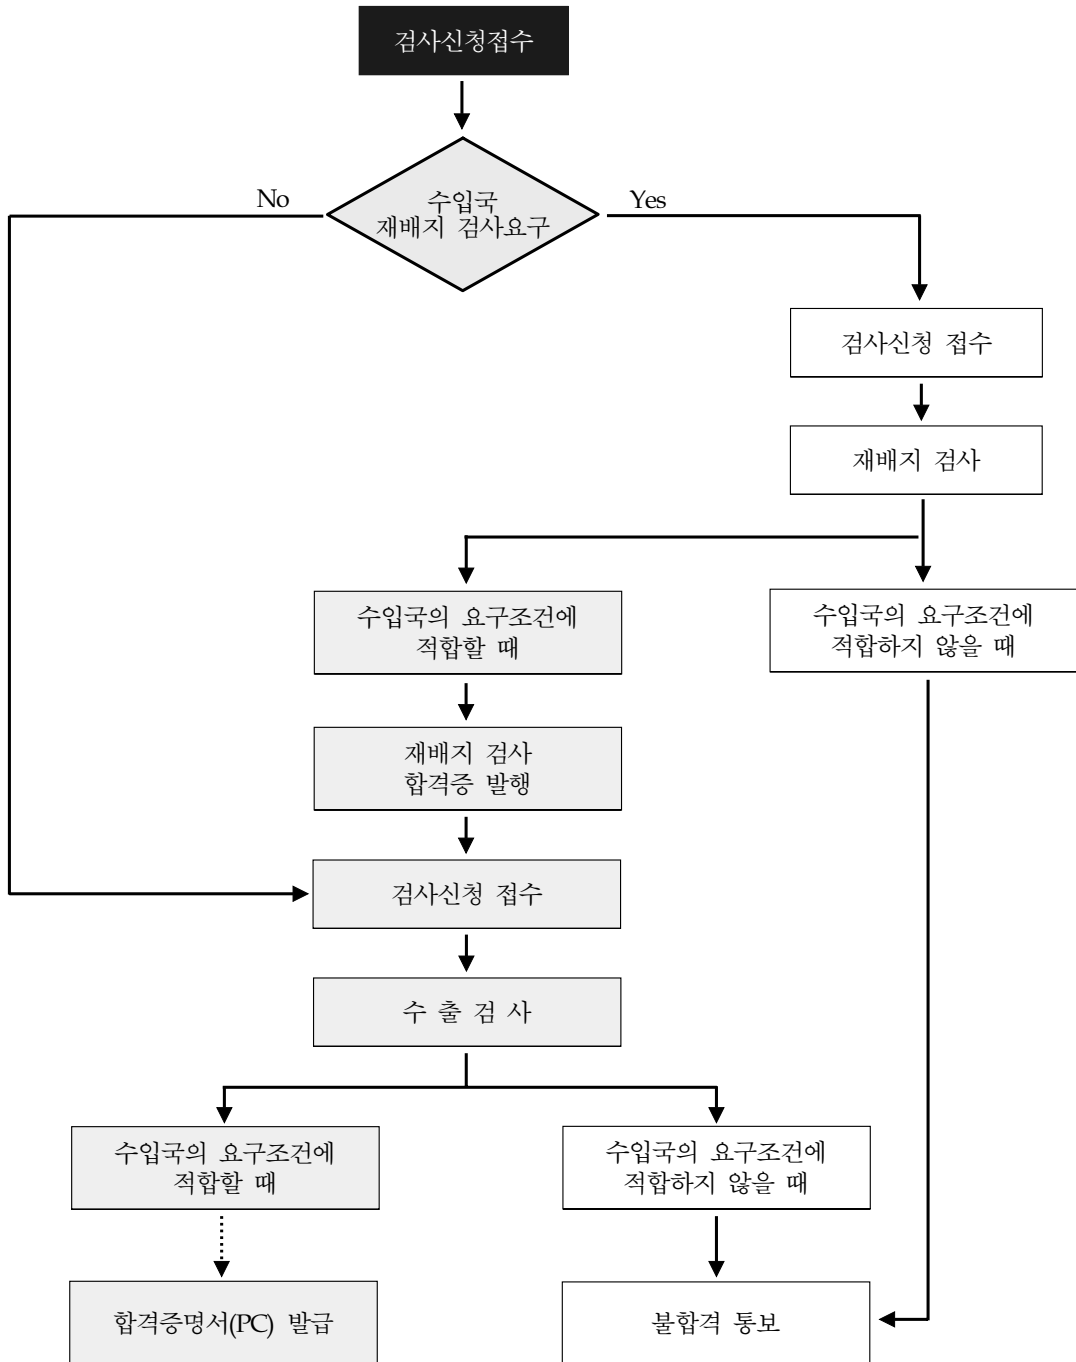 검사신청접수
수입국
재배지 검사요구
No
Yes
검사신청 접수
재배지 검사
수입국의 요구조건에
적합할 때
수입국의 요구조건에
적합하지 않을 때
재배지 검사
합격증 발행
검사신청 접수
수 출 검 사
수입국의 요구조건에
적합할 때
수입국의 요구조건에
적합하지 않을 때
합격증명서(PC) 발급
불합격 통보